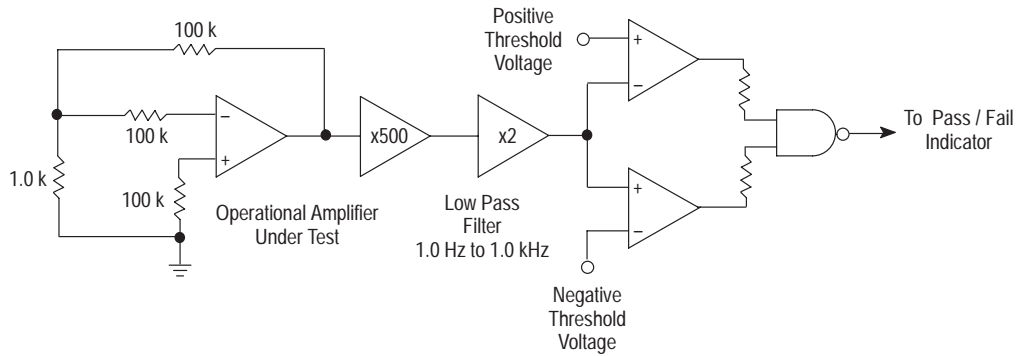 100 k
100 k
1.0 k
100 k
−
+
Operational Amplifier
Under Test
x500
x2
Low Pass
Filter
1.0 Hz to 1.0 kHz
Positive
Threshold
Voltage
+
−
+
−
Negative
Threshold
Voltage
To Pass / Fail
Indicator